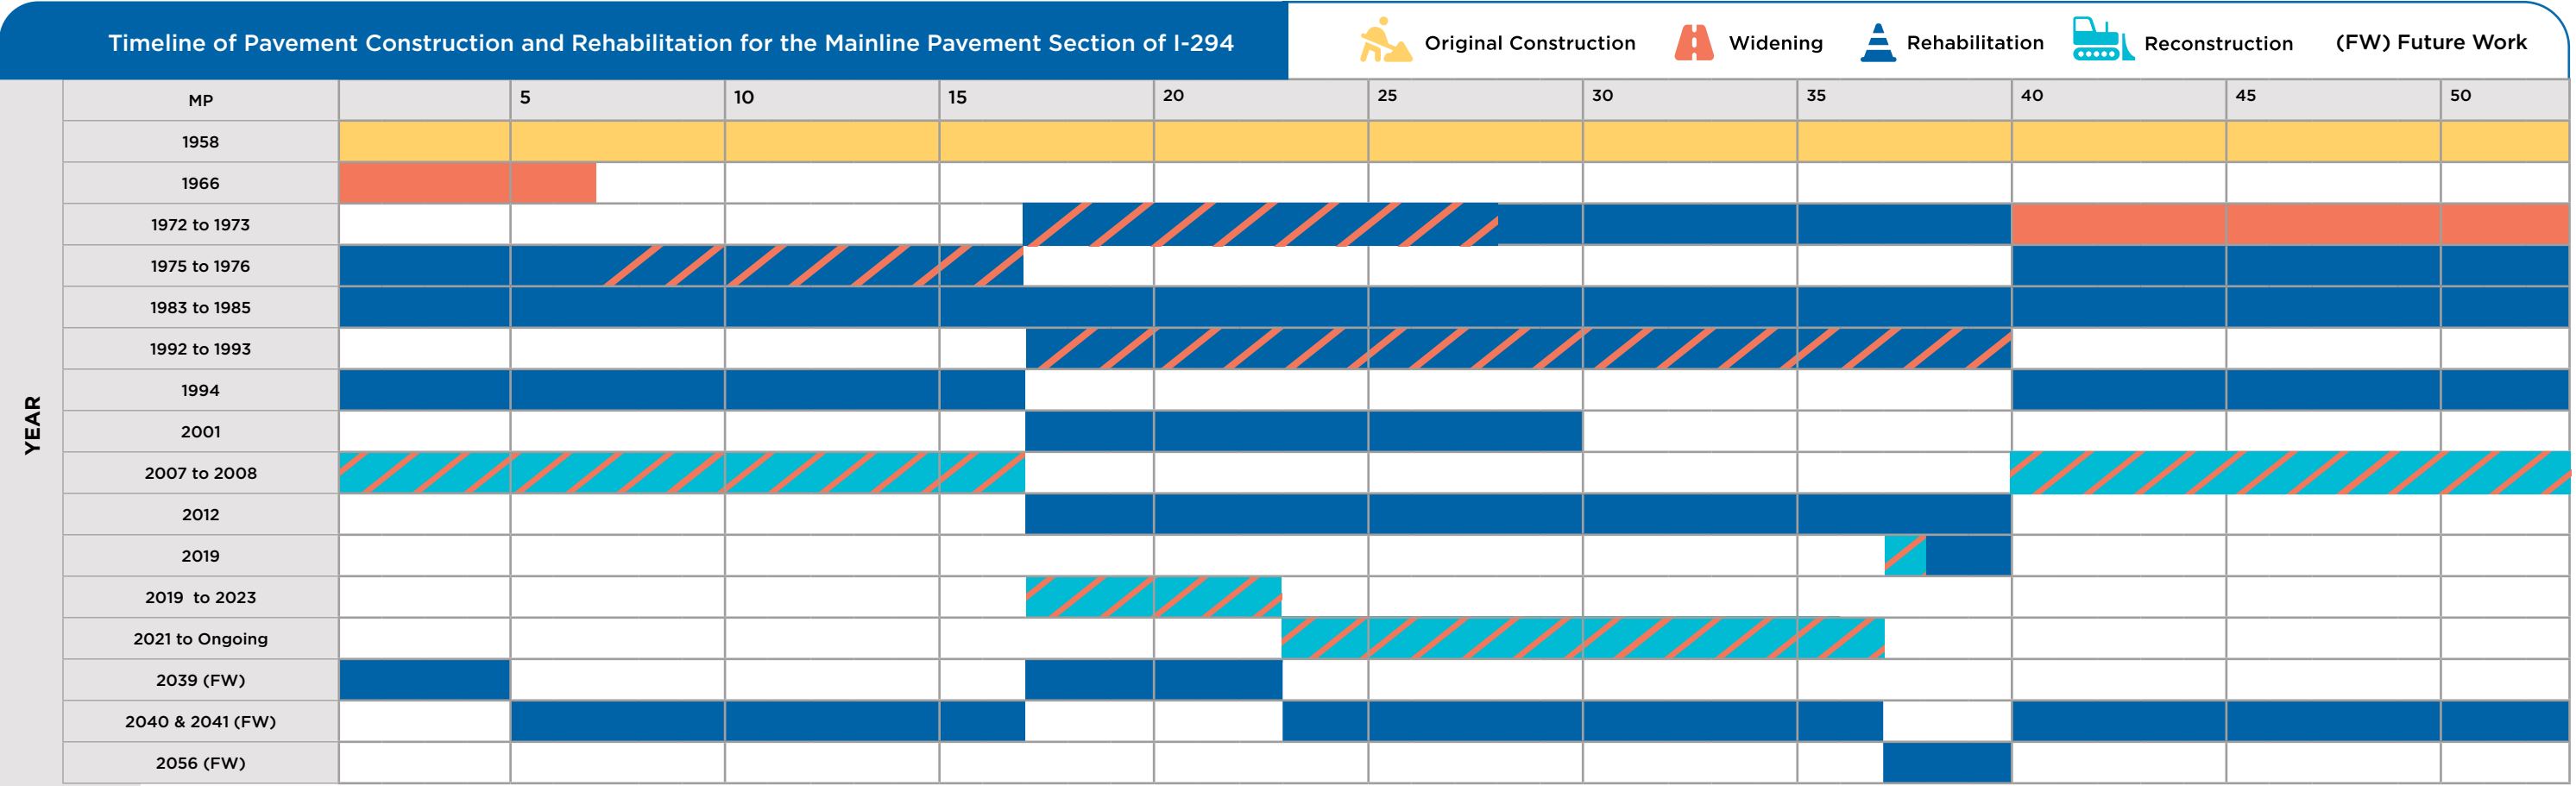 Timeline of Pavement Construction and Rehabilitation for the Mainline Pavement Section of I-294
Original Construction
Widening
Rehabilitation
Reconstruction
(FW) Future Work
MP 5 10 15 20 25 30 35 40 45 50
YEAR
1958
1966
1972 to 1973
1975 to 1976
1983 to 1985
1992 to 1993
1994
2001
2007 to 2008
2012
2019
2019 to 2023
2021 to Ongoing
2039 (FW)
2040 & 2041 (FW)
2056 (FW)